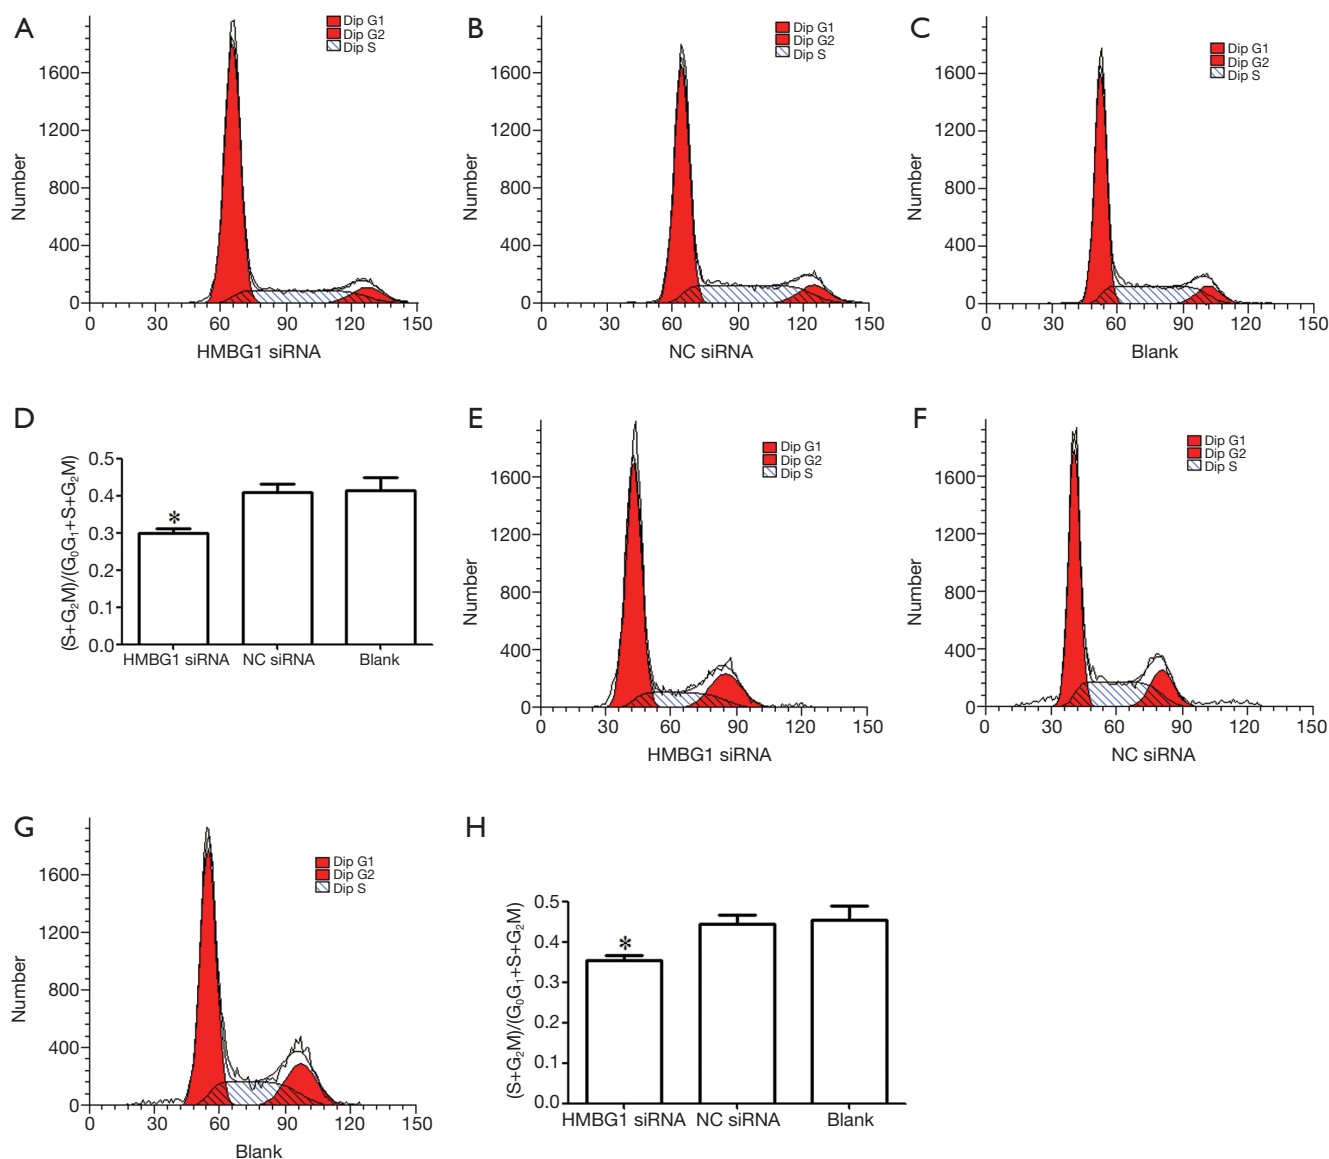 A
Dip G1
Dip G2
Dip S
1600
1200
800
400
0
Number
0 30 60 90 120 150
HMBG1 siRNA
B
Dip G1
Dip G2
Dip S
1600
1200
800
400
0
Number
0 30 60 90 120 150
NC siRNA
C
Dip G1
Dip G2
Dip S
1600
1200
800
400
0
Number
0 30 60 90 120 150
Blank
D
0.5
0.4
0.3
0.2
0.1
0.0
(S+G₂M)/(G₀G₁+S+G₂M)
*
HMBG1 siRNA NC siRNA Blank
E
Dip G1
Dip G2
Dip S
1600
1200
800
400
0
Number
0 30 60 90 120 150
HMBG1 siRNA
F
Dip G1
Dip G2
Dip S
1600
1200
800
400
0
Number
0 30 60 90 120 150
NC siRNA
G
Dip G1
Dip G2
Dip S
1600
1200
800
400
0
Number
0 30 60 90 120 150
Blank
H
0.5
0.4
0.3
0.2
0.1
0.0
(S+G₂M)/(G₀G₁+S+G₂M)
*
HMBG1 siRNA NC siRNA Blank